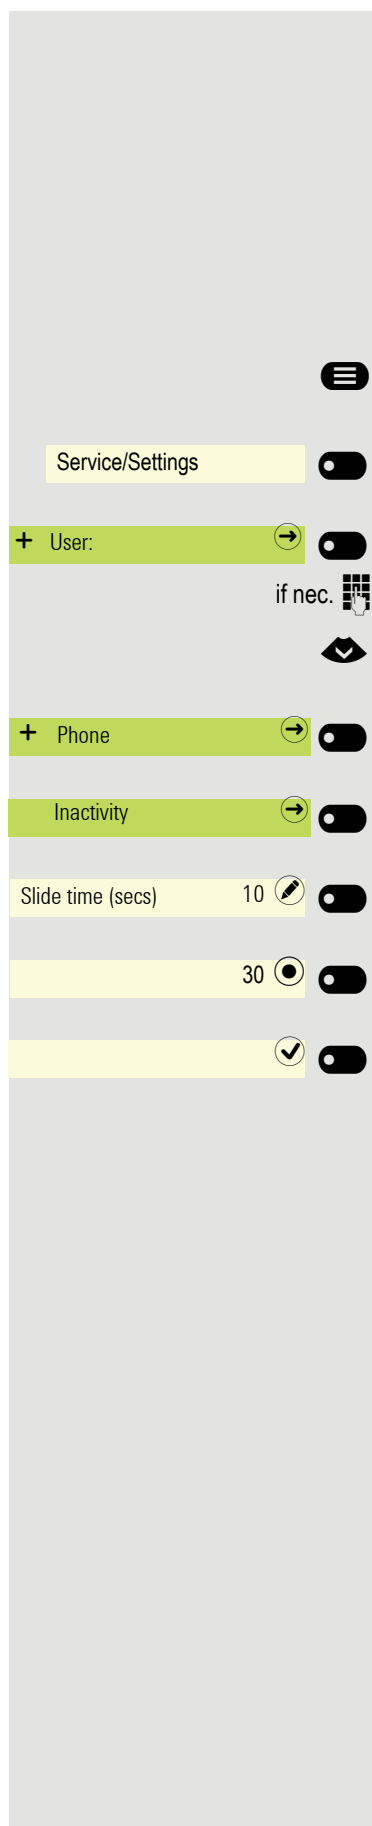 Service/Settings
+ User:
if nec.
+ Phone
Inactivity
Slide time (secs) 10
30